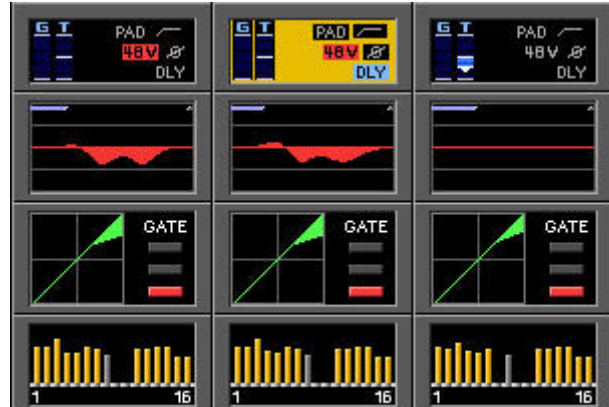 G T PAD
48V Ø
DLY
G T PAD
48V Ø
DLY
G T PAD
48V Ø
DLY
GATE
GATE
GATE
1 16
1 16
1 16